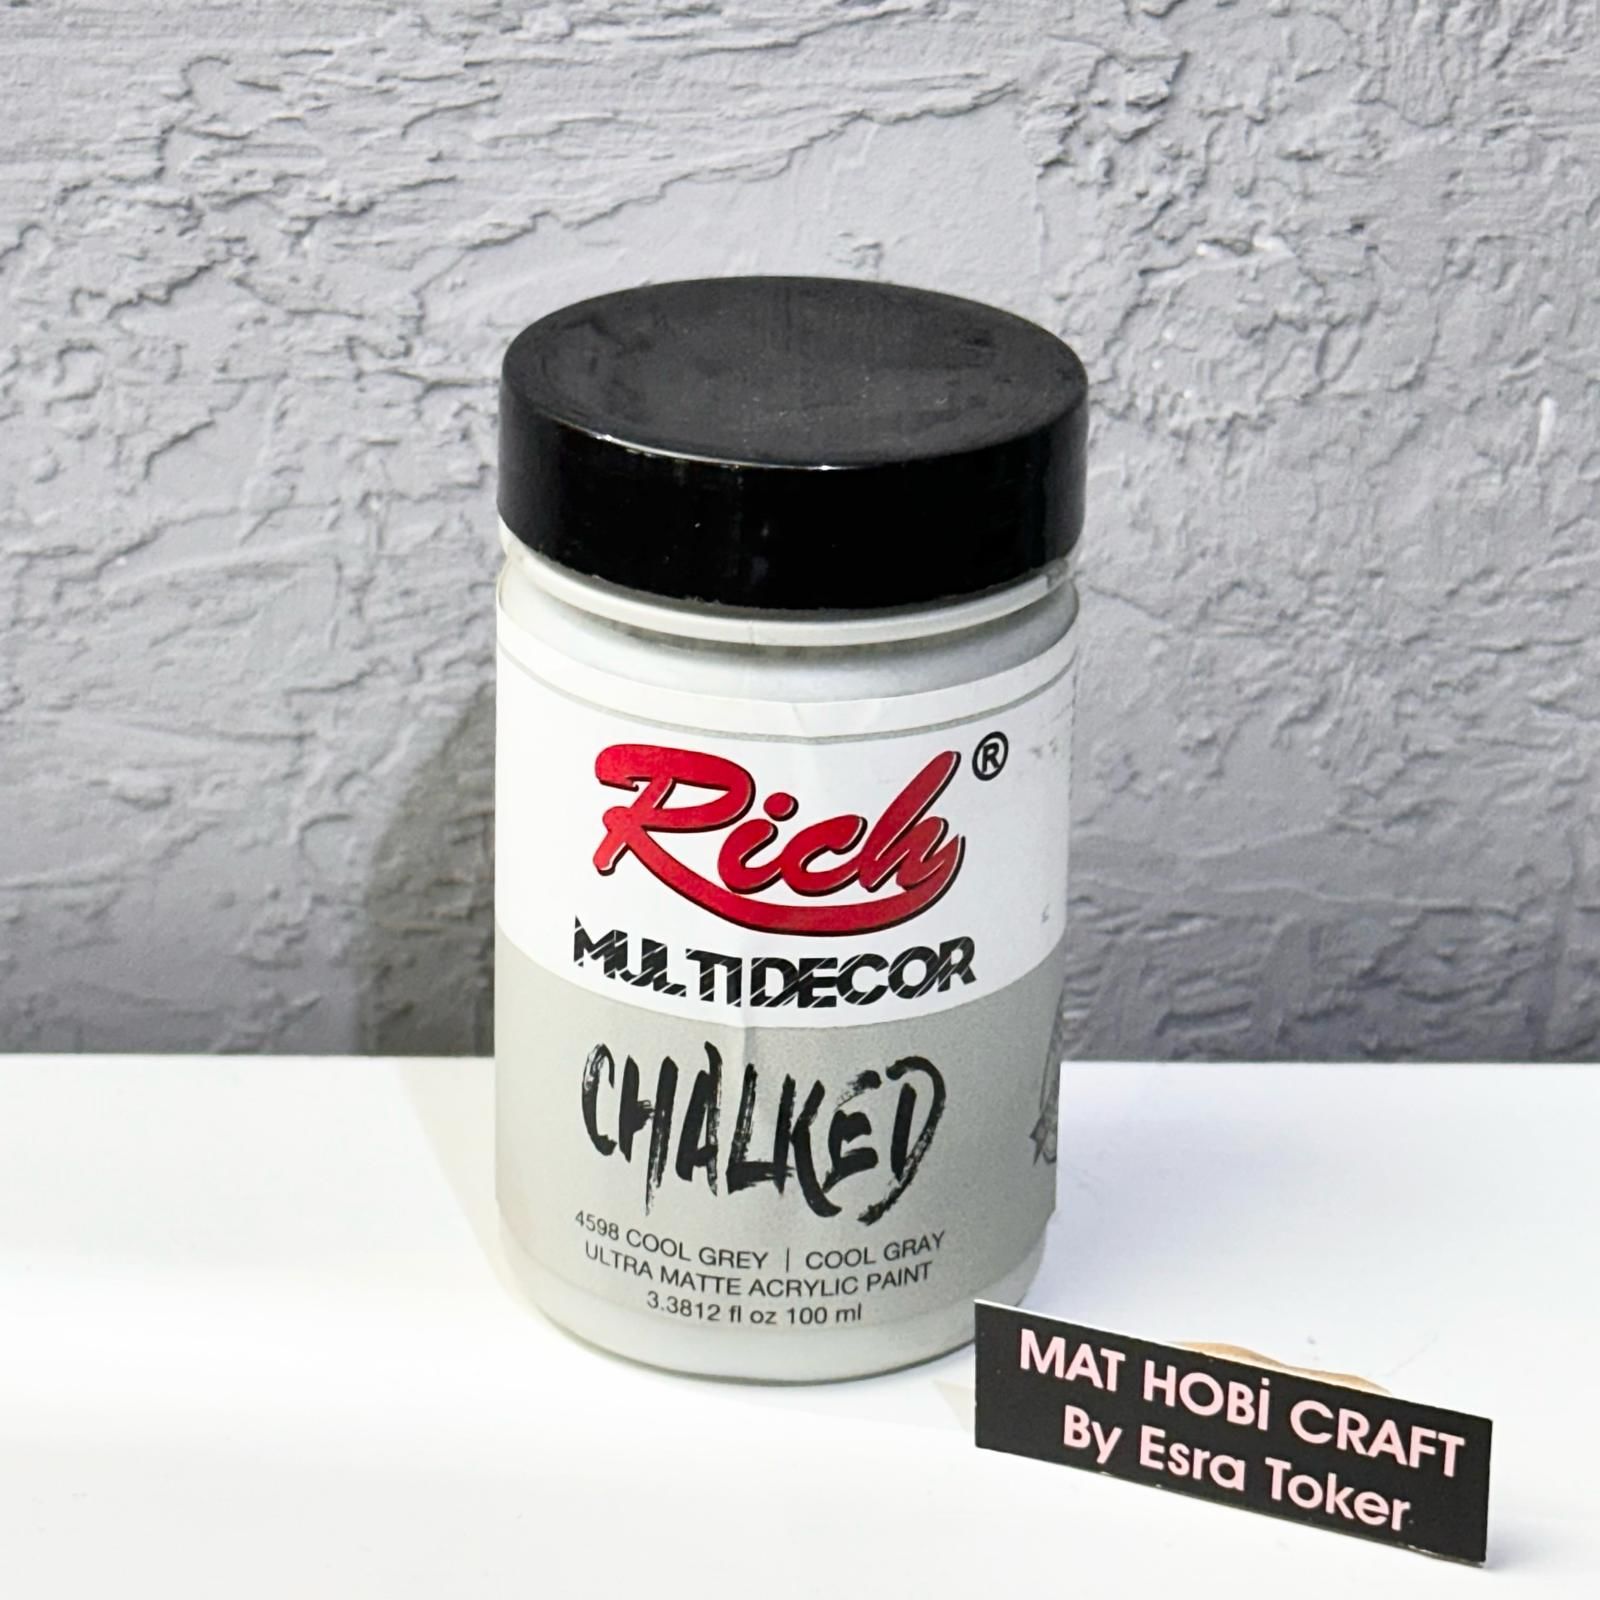 Rich®
MULTIDECOR
CHALKED
4598 COOL GREY | COOL GRAY
ULTRA MATTE ACRYLIC PAINT
3.3812 fl oz 100 ml
MAT HOBİ CRAFT
By Esra Toker